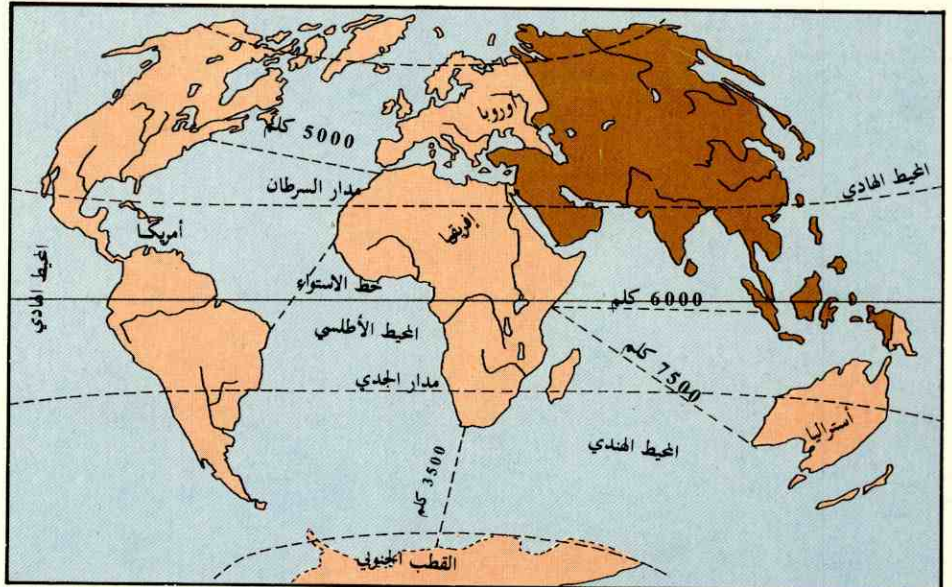 أوروبا
5000 كلم
المحيط الهادي
مدار السرطان
إفريقيا
أمريكا
المحيط الهادي
خط الاستواء
6000 كلم
المحيط الأطلسي
7500 كلم
مدار الجدي
أستراليا
المحيط الهندي
3500 كلم
القطب الجنوبي